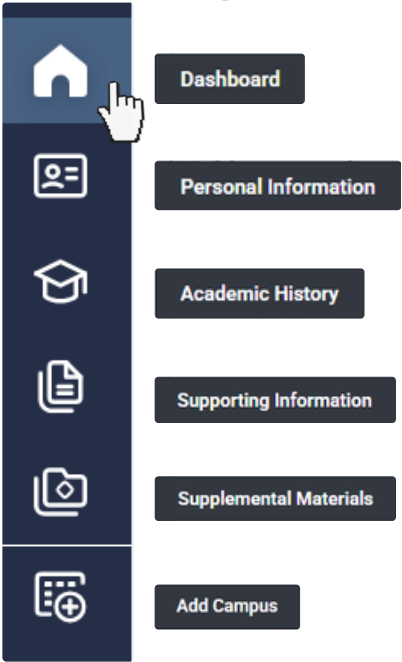 Dashboard
Personal Information
Academic History
Supporting Information
Supplemental Materials
Add Campus